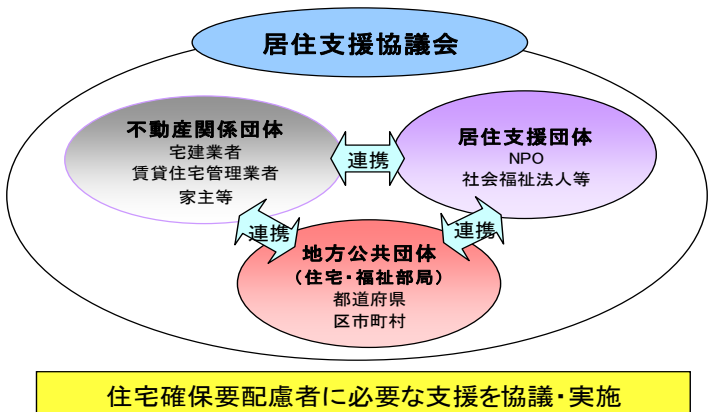 居住支援協議会
不動産関係団体
宅建業者
賃貸住宅管理業者
家主等
連携
居住支援団体
NPO
社会福祉法人等
連携
連携
地方公共団体
（住宅・福祉部局）
都道府県
区市町村
住宅確保要配慮者に必要な支援を協議・実施